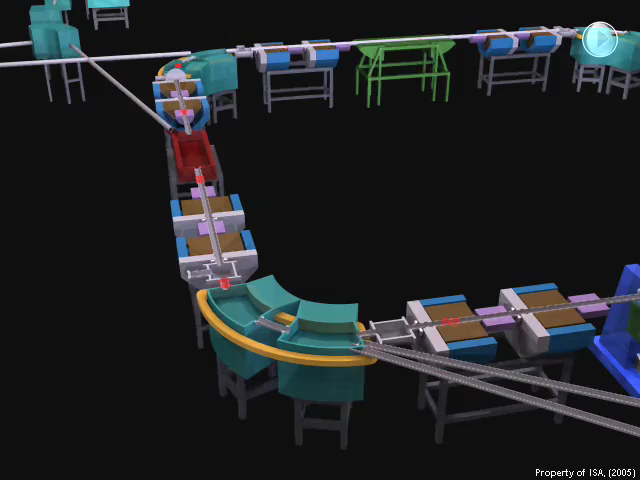 Property of ISA, (2005)